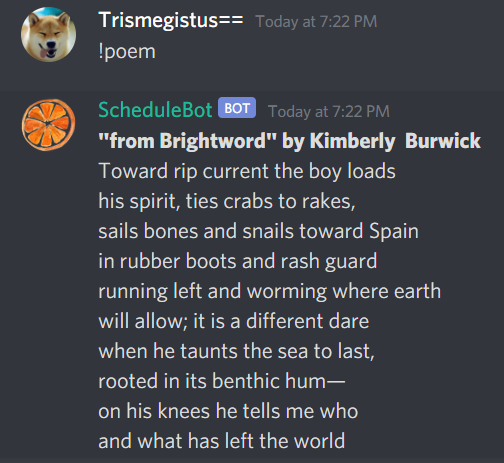 Trismegistus== Today at 7:22 PM
!poem
ScheduleBot BOT Today at 7:22 PM
"from Brightword" by Kimberly  Burwick
Toward rip current the boy loads
his spirit, ties crabs to rakes,
sails bones and snails toward Spain
in rubber boots and rash guard
running left and worming where earth
will allow; it is a different dare
when he taunts the sea to last,
rooted in its benthic hum—
on his knees he tells me who
and what has left the world